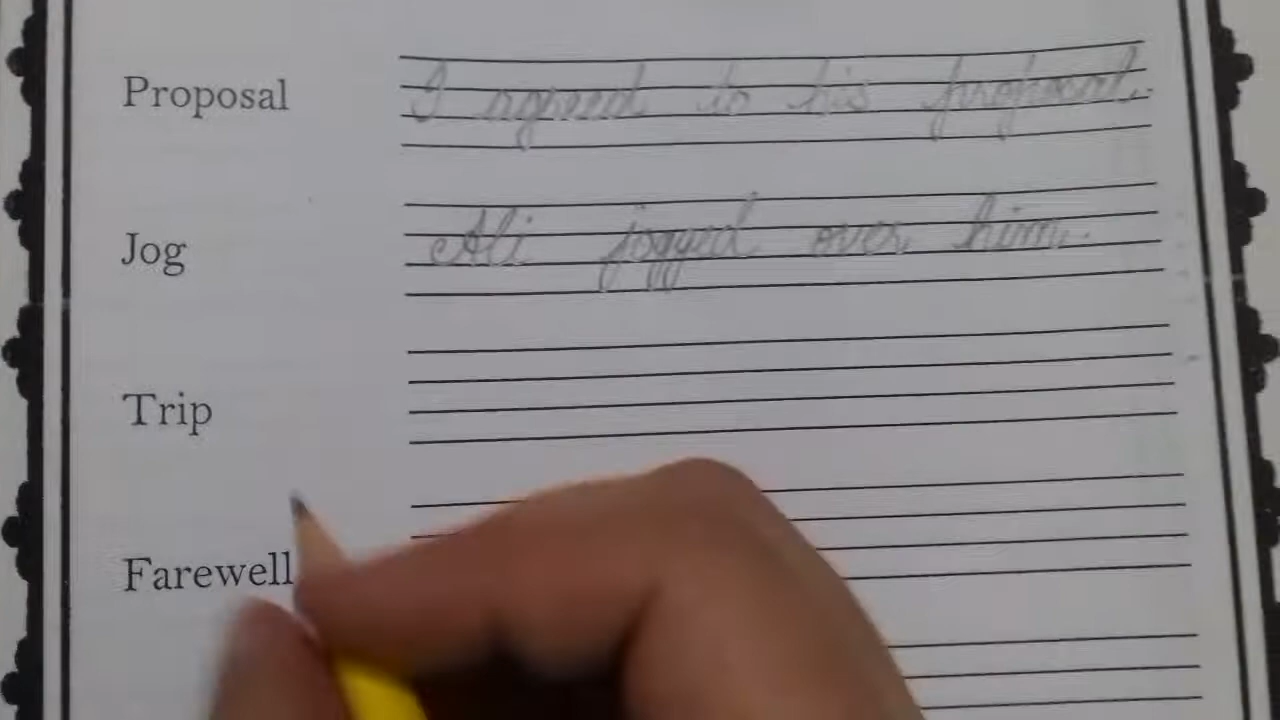 Proposal I agreed to his proposal.
Jog Ali jogged over him.
Trip
Farewell